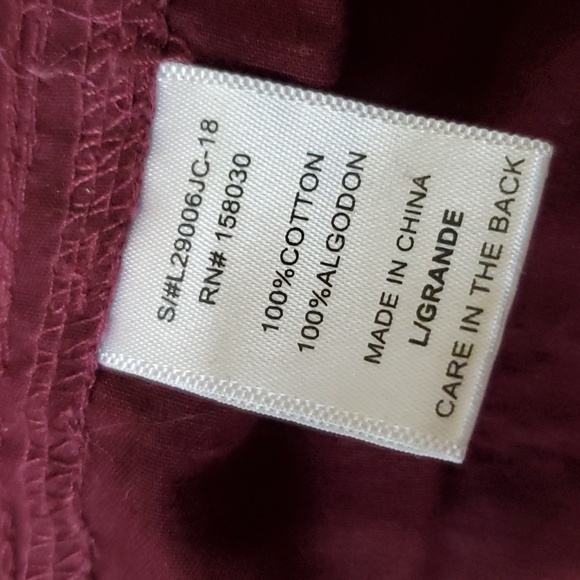 S/#L29006JC-18
RN# 158030
100%COTTON
100%ALGODON
MADE IN CHINA
L/GRANDE
CARE IN THE BACK